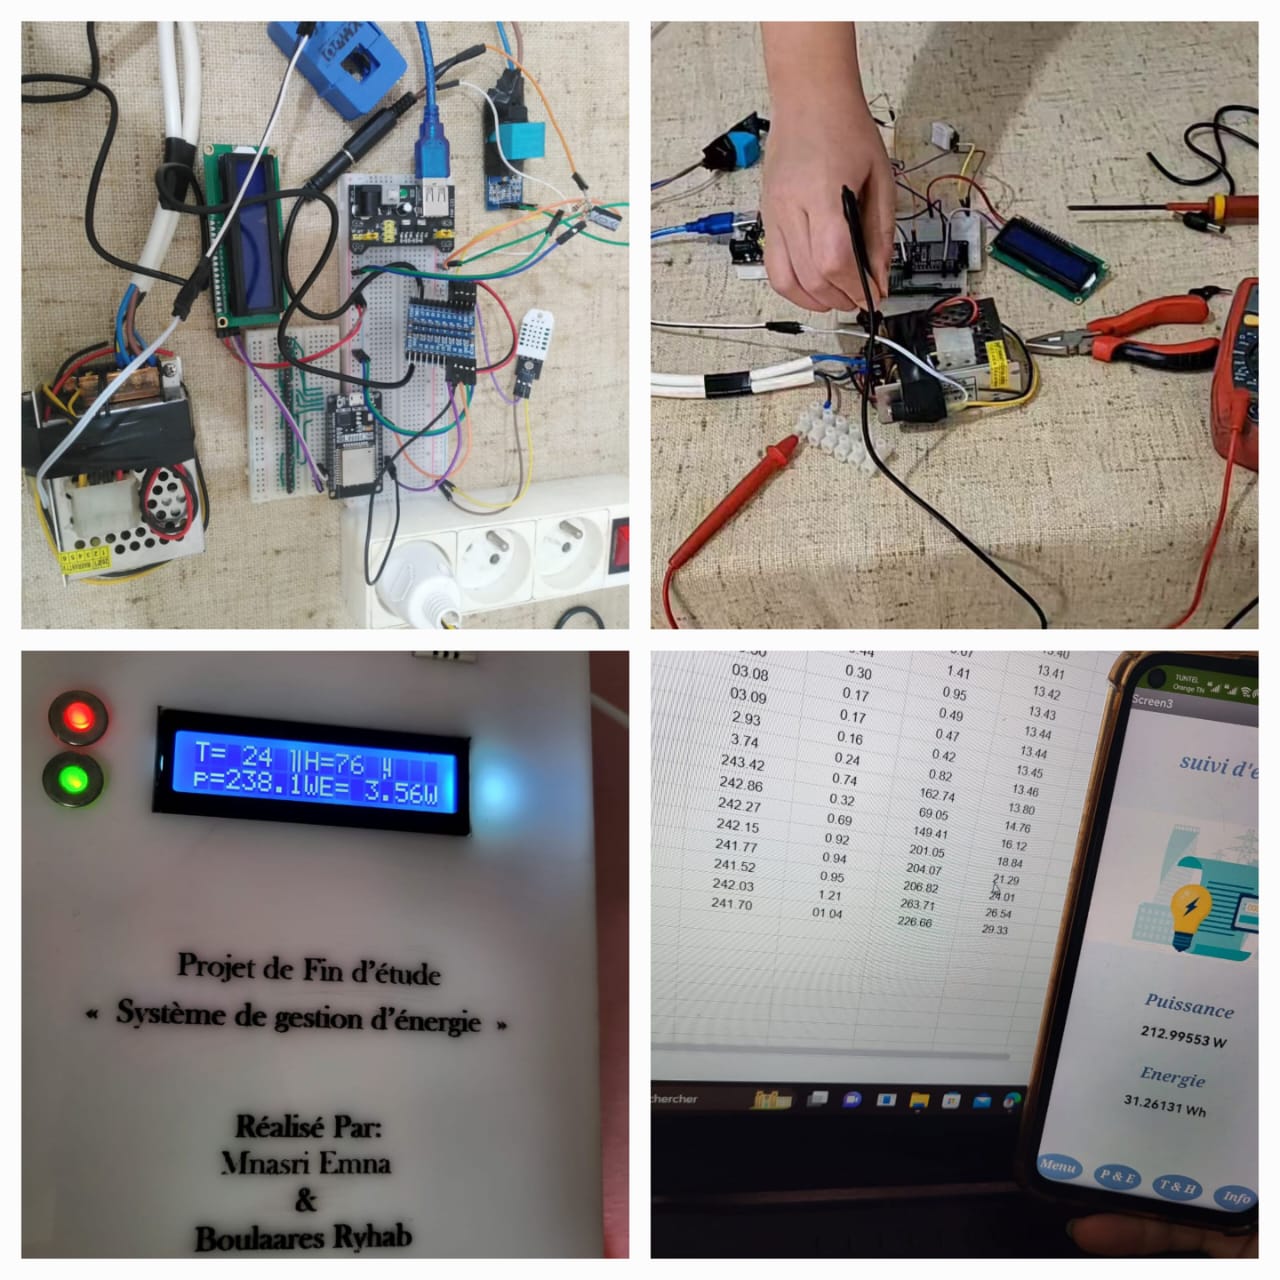 T= 24 H=76
P=238.1WE= 3.56W
Projet de Fin d'étude
« Système de gestion d'énergie »
Réalisé Par:
Mnasri Emna
&
Boulaares Ryhab
13.40
03.08 0.30 1.41 13.41
03.09 0.17 0.95 13.42
2.93 0.17 0.49 13.43
3.74 0.16 0.47 13.44
243.42 0.24 0.42 13.44
242.86 0.74 0.82 13.45
242.27 0.32 162.74 13.46
242.15 0.69 69.05 13.80
241.77 0.92 149.41 14.76
241.52 0.94 201.05 16.12
242.03 0.95 204.07 18.84
241.70 1.21 206.82 21.29
01 04 263.71 24.01
226.66 26.54
29.33
chercher
TUNTEL
Orange TN
Screen3
suivi d'é
Puissance
212.99553 W
Energie
31.26131 Wh
Menu
P & E
T & H
Info